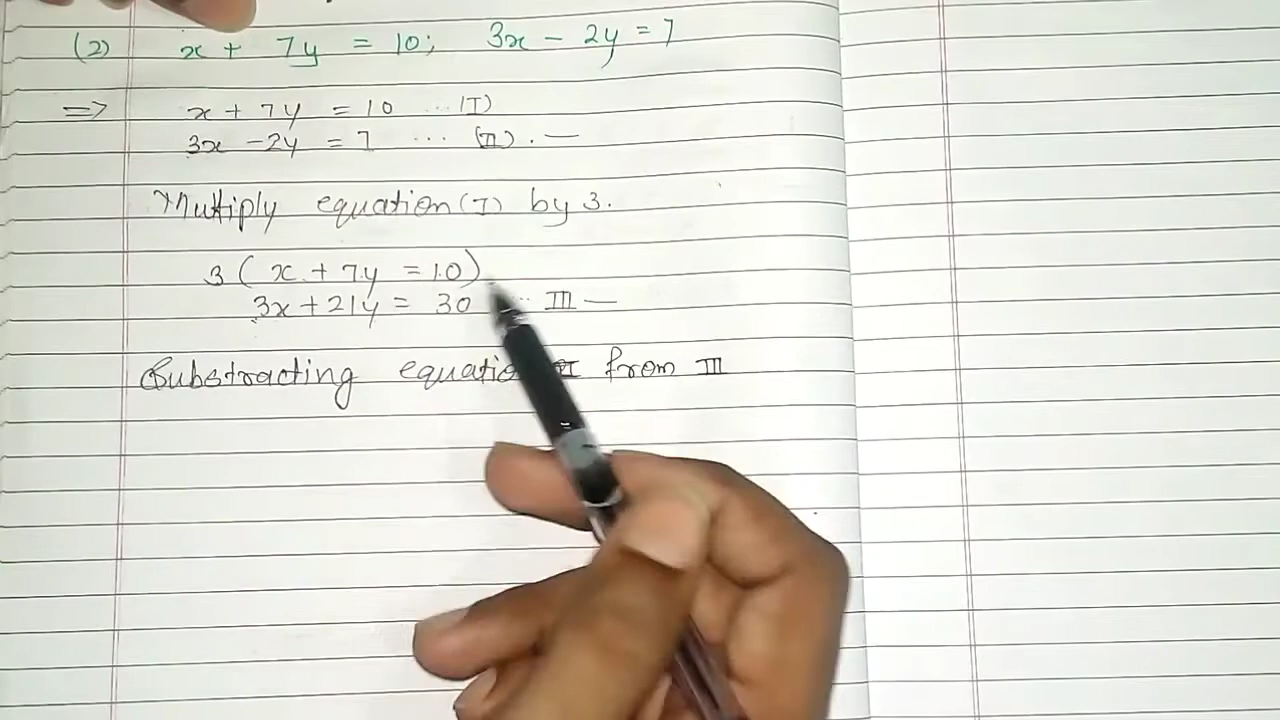 (2) x + 7y = 10; 3x - 2y = 7
=> x + 7y = 10 ... (I)
3x - 2y = 7 ... (II). —
Multiply equation (I) by 3.
3 ( x + 7y = 10 )
3x + 21y = 30 ... III —
Substracting from III